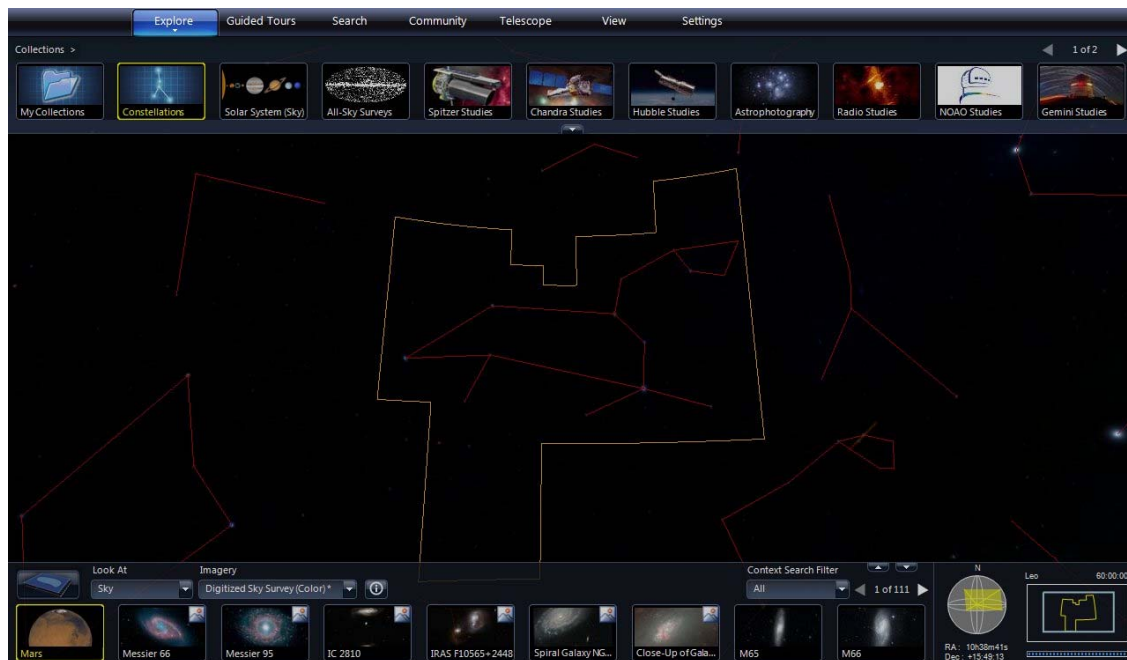 Explore Guided Tours Search Community Telescope View Settings
Collections > 1 of 2
My Collections Constellations Solar System (Sky) All-Sky Surveys Spitzer Studies Chandra Studies Hubble Studies Astrophotography Radio Studies NOAO Studies Gemini Studies
Look At Imagery Context Search Filter N Leo 60:00:00
Sky Digitized Sky Survey (Color) * All 1 of 111
Mars Messier 66 Messier 95 IC 2810 IRAS F10565+2448 Spiral Galaxy NG... Close-Up of Gala... M65 M66
RA : 10h38m41s
Dec : +15:49:13